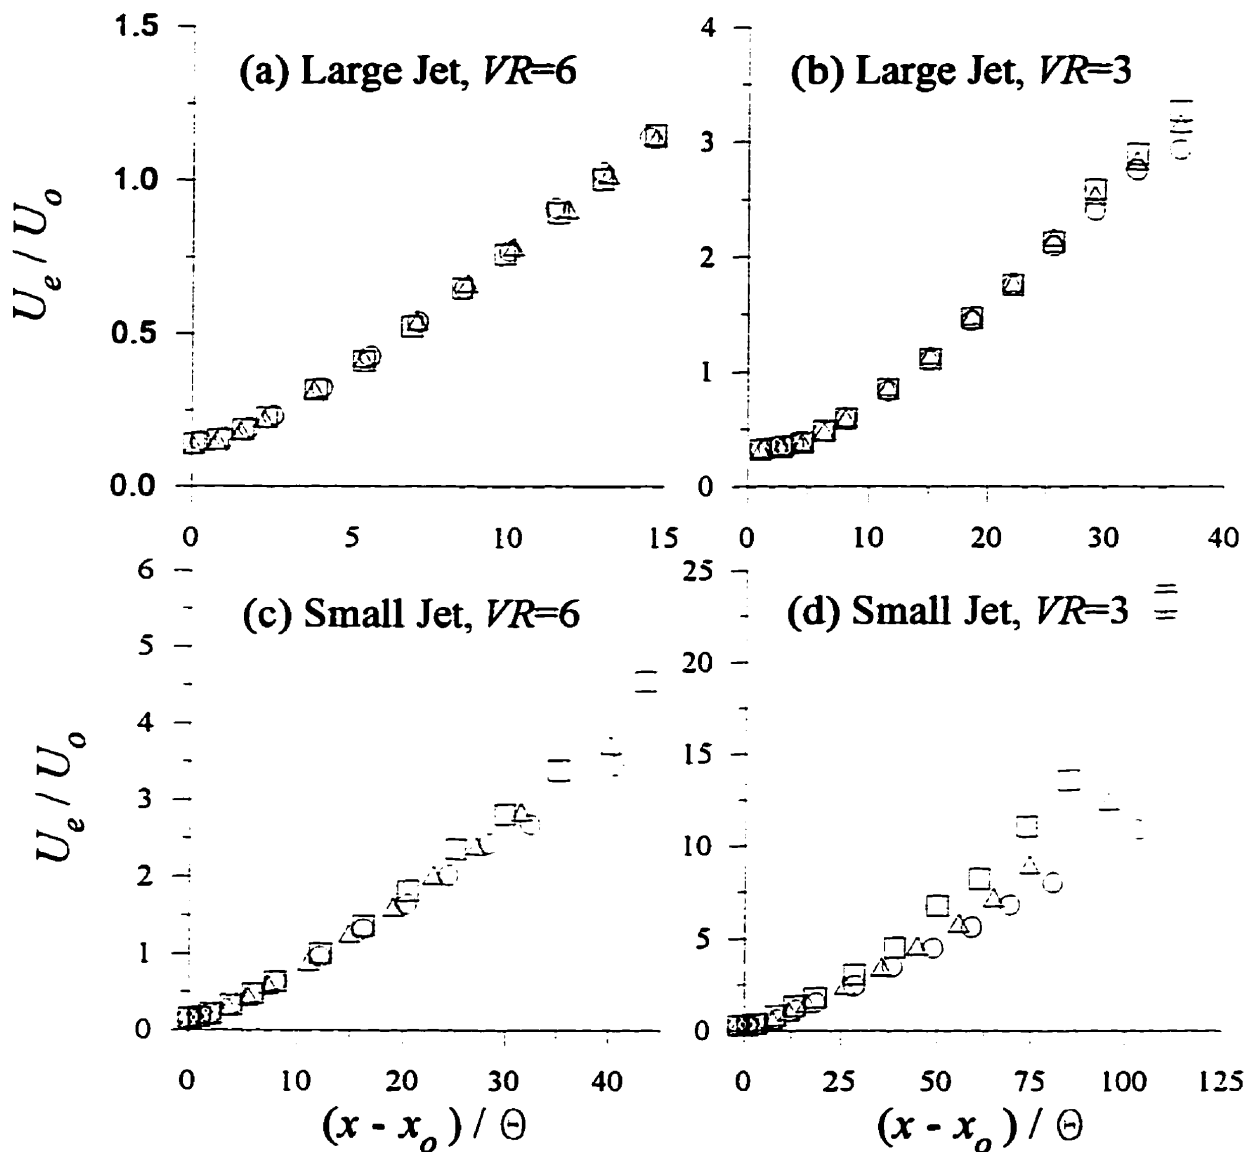 (a) Large Jet, VR=6
(b) Large Jet, VR=3
1.5
1.0
0.5
0.0
U_e / U_o
0 5 10 15
4
3
2
1
0
0 10 20 30 40
(c) Small Jet, VR=6
(d) Small Jet, VR=3
6
5
4
3
2
1
0
U_e / U_o
0 10 20 30 40
(x - x_o) / Θ
25
20
15
10
5
0
0 25 50 75 100 125
(x - x_o) / Θ